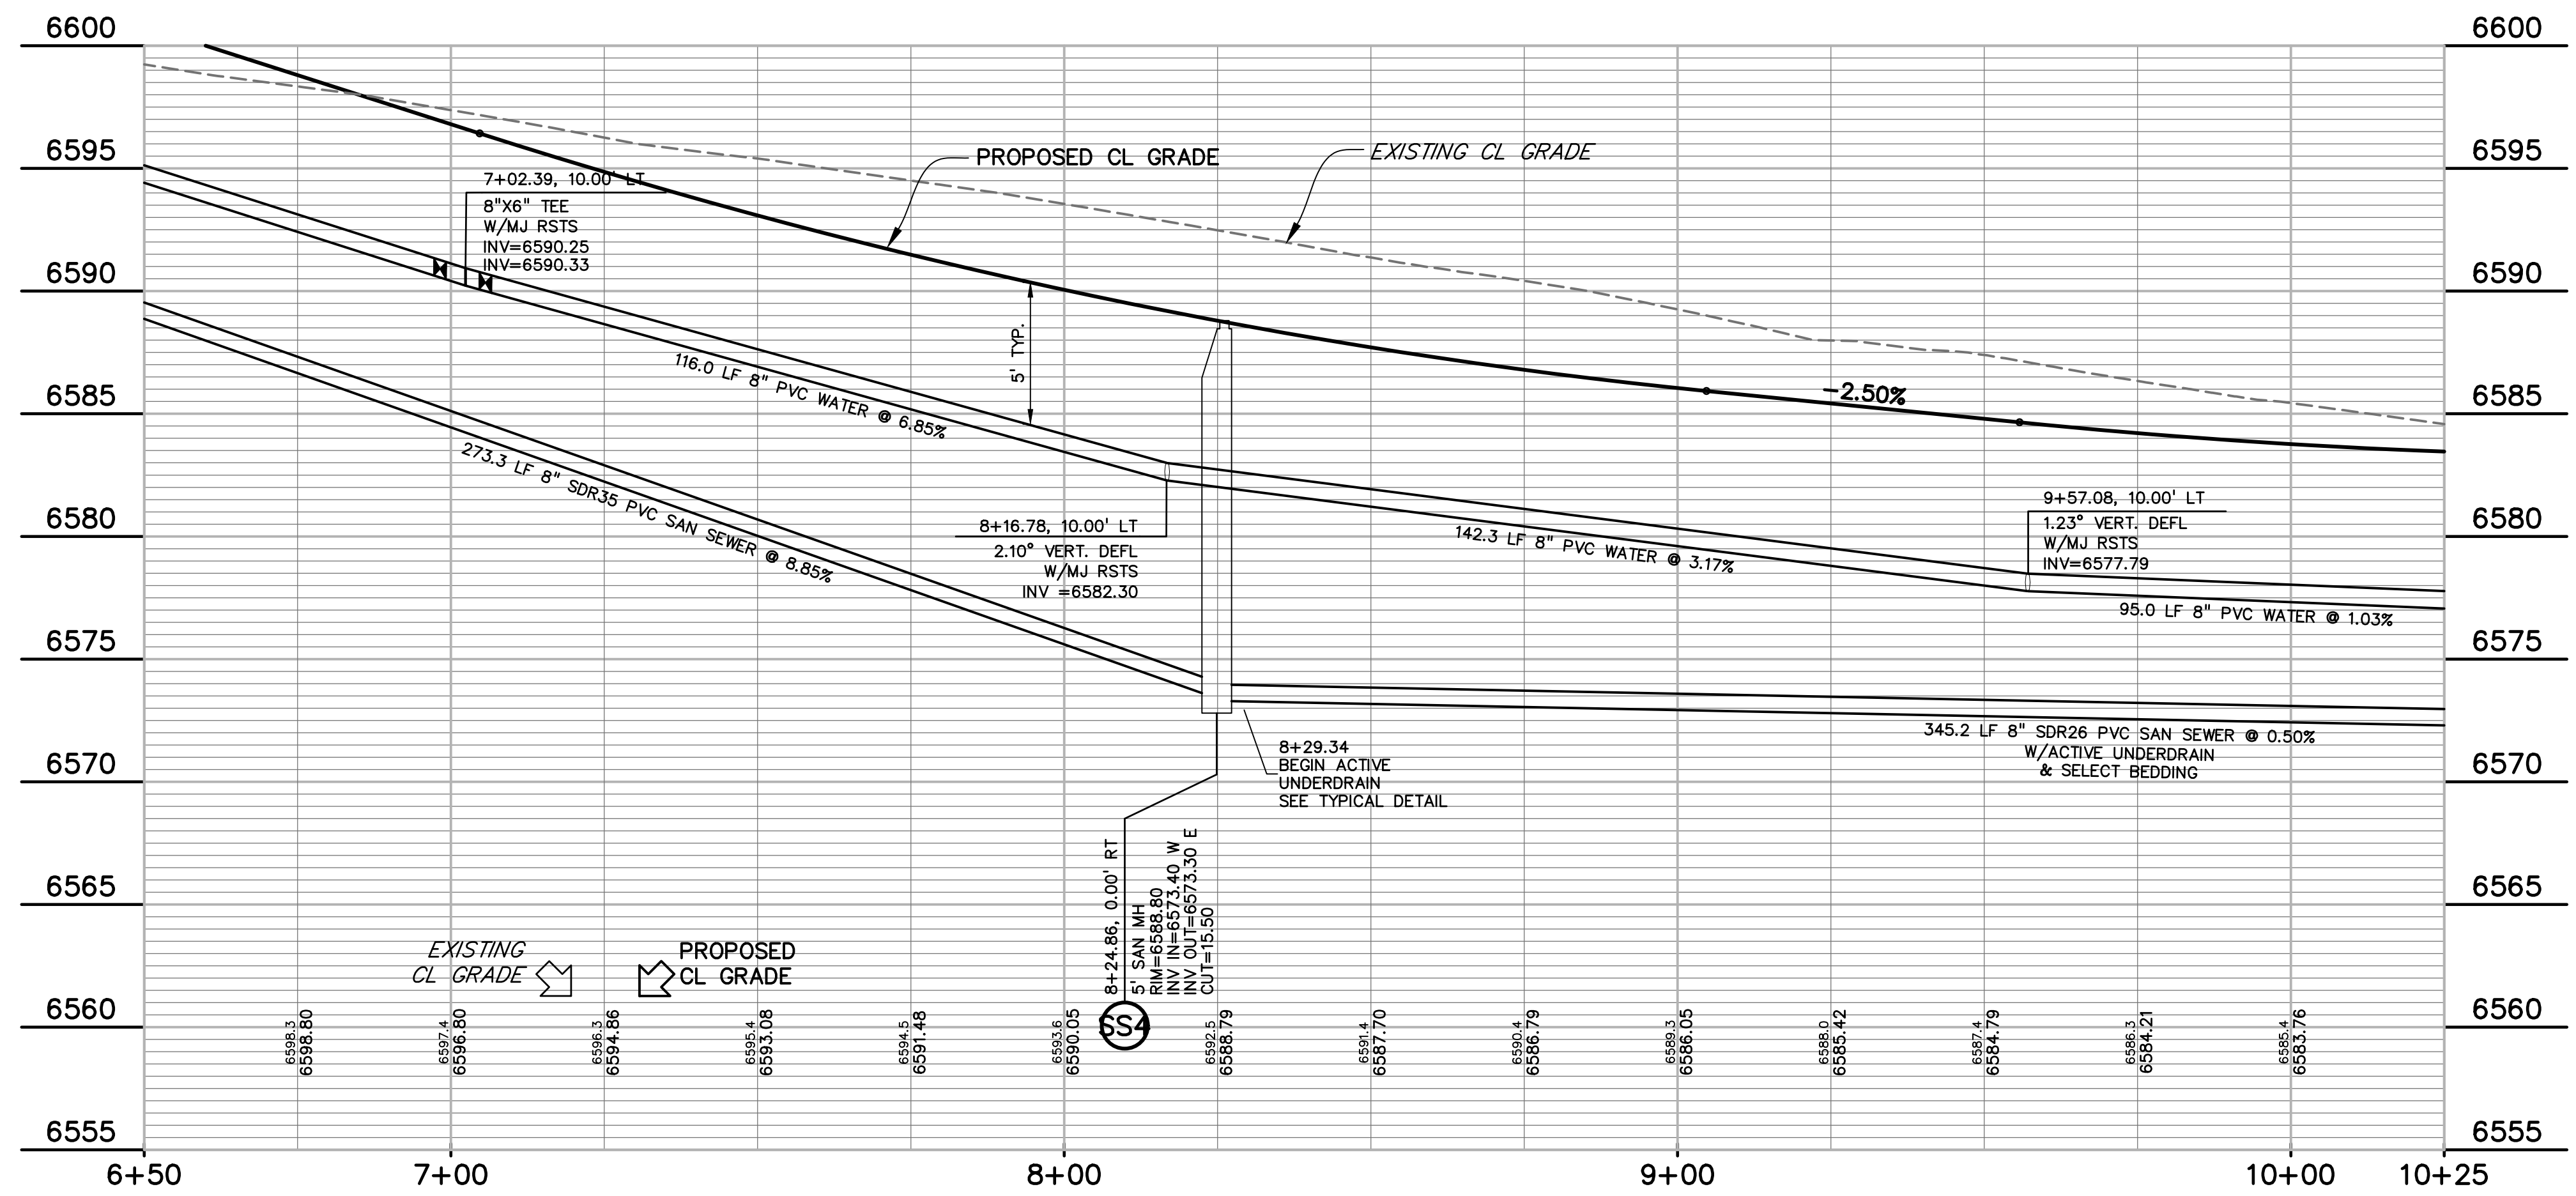 6600
6600
6595
6595
6590
6590
6585
6585
6580
6580
6575
6575
6570
6570
6565
6565
6560
6560
6555
6555
PROPOSED CL GRADE
EXISTING CL GRADE
7+02.39, 10.00' LT
8"X6" TEE
W/MJ RSTS
INV=6590.25
INV=6590.33
116.0 LF 8" PVC WATER @ 6.85%
5' TYP.
-2.50%
273.3 LF 8" SDR35 PVC SAN SEWER @ 8.85%
8+16.78, 10.00' LT
2.10° VERT. DEFL
W/MJ RSTS
INV =6582.30
142.3 LF 8" PVC WATER @ 3.17%
9+57.08, 10.00' LT
1.23° VERT. DEFL
W/MJ RSTS
INV=6577.79
95.0 LF 8" PVC WATER @ 1.03%
345.2 LF 8" SDR26 PVC SAN SEWER @ 0.50%
W/ACTIVE UNDERDRAIN
& SELECT BEDDING
8+29.34
BEGIN ACTIVE
UNDERDRAIN
SEE TYPICAL DETAIL
8+24.86, 0.00' RT
5' SAN MH
RIM=6588.80
INV IN=6573.40 W
INV OUT=6573.30 E
CUT=15.50
SS4
EXISTING
CL GRADE
PROPOSED
CL GRADE
6598.3
6598.80
6597.4
6596.80
6596.3
6594.86
6595.4
6593.08
6594.5
6591.48
6593.6
6590.05
6592.5
6588.79
6591.4
6587.70
6590.4
6586.79
6589.3
6586.05
6588.0
6585.42
6587.4
6584.79
6586.3
6584.21
6585.4
6583.76
6+50
7+00
8+00
9+00
10+00
10+25